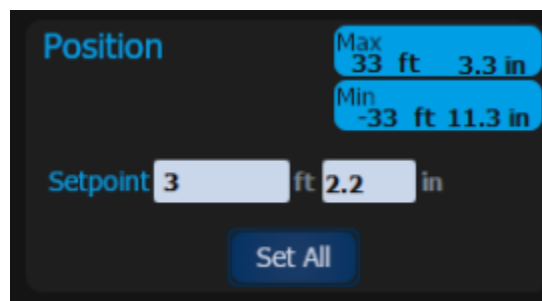 Position
Max
33 ft 3.3 in
Min
-33 ft 11.3 in
Setpoint 3 ft 2.2 in
Set All